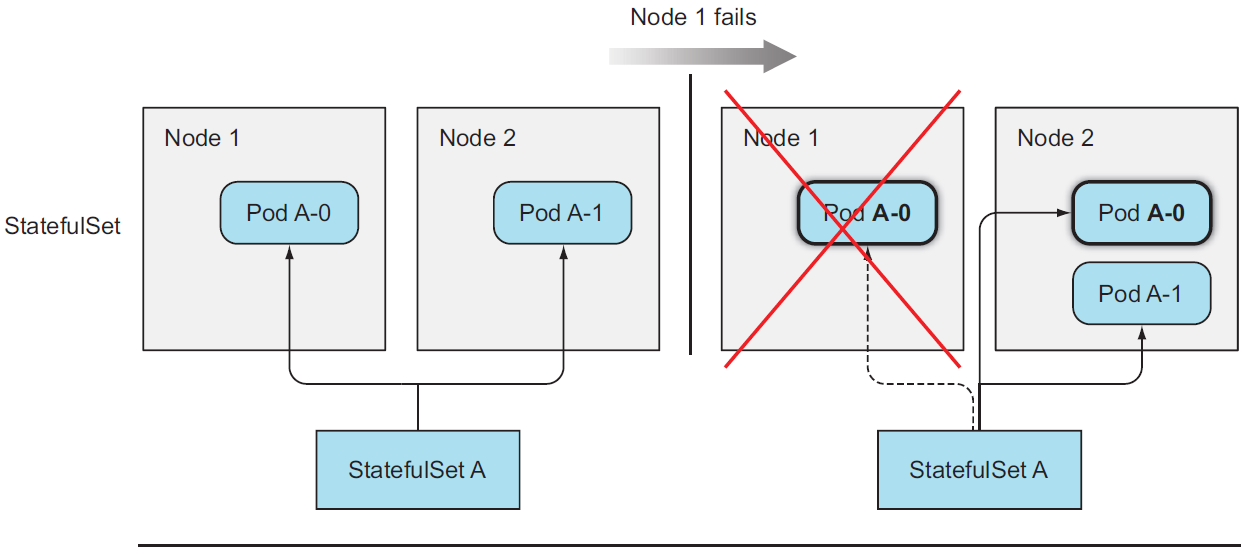 Node 1 fails
Node 1
Node 2
Node 1
Node 2
Pod A-0
Pod A-1
Pod A-0
Pod A-0
StatefulSet
Pod A-1
StatefulSet A
StatefulSet A